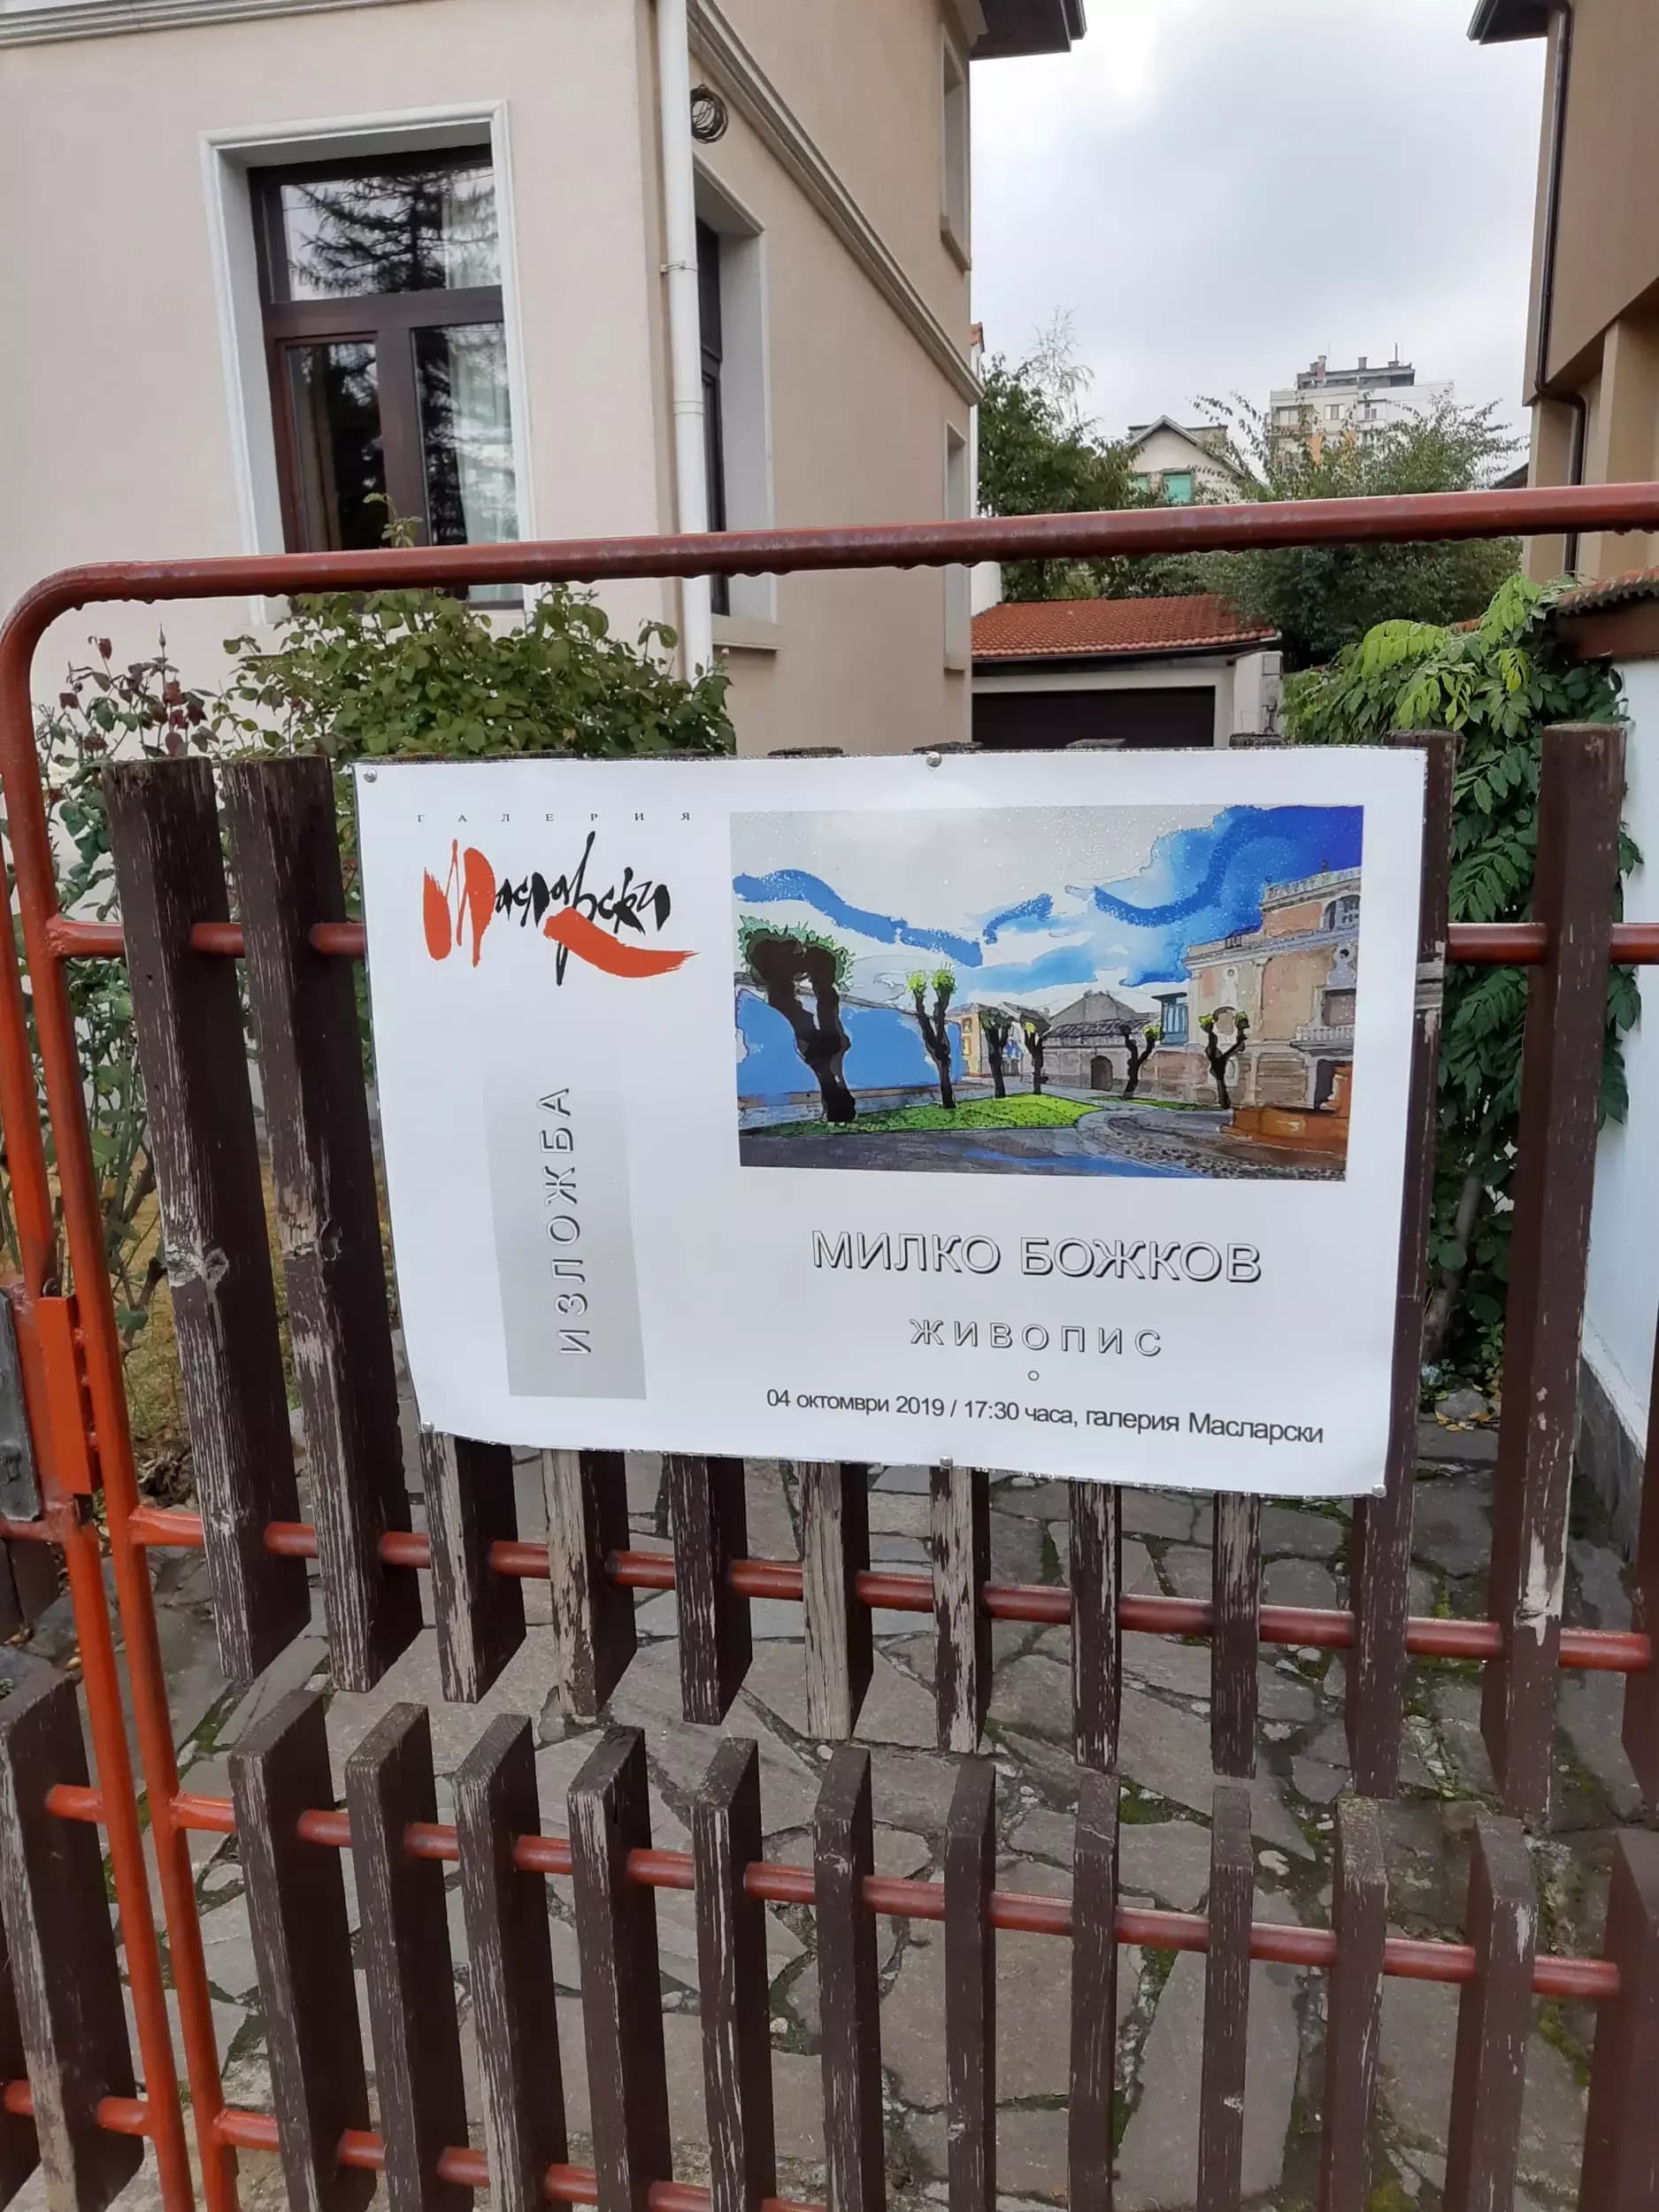 ГАЛЕРИЯ
Масларски
ИЗЛОЖБА
МИЛКО БОЖКОВ
ЖИВОПИС
04 октомври 2019 / 17:30 часа, галерия Масларски